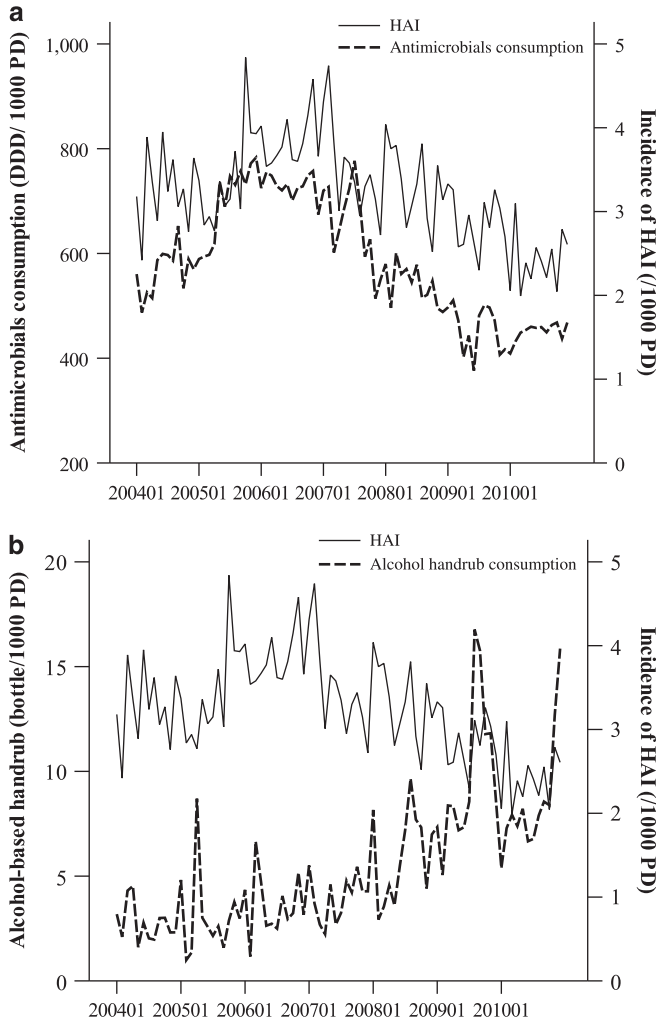 a
HAI
Antimicrobials consumption
Antimicrobials consumption (DDD/ 1000 PD)
1,000
800
600
400
200
5
4
3
2
1
0
Incidence of HAI (/1000 PD)
200401 200501 200601 200701 200801 200901 201001
b
HAI
Alcohol handrub consumption
Alcohol-based handrub (bottle/1000 PD)
20
15
10
5
0
5
4
3
2
1
0
Incidence of HAI (/1000 PD)
200401 200501 200601 200701 200801 200901 201001